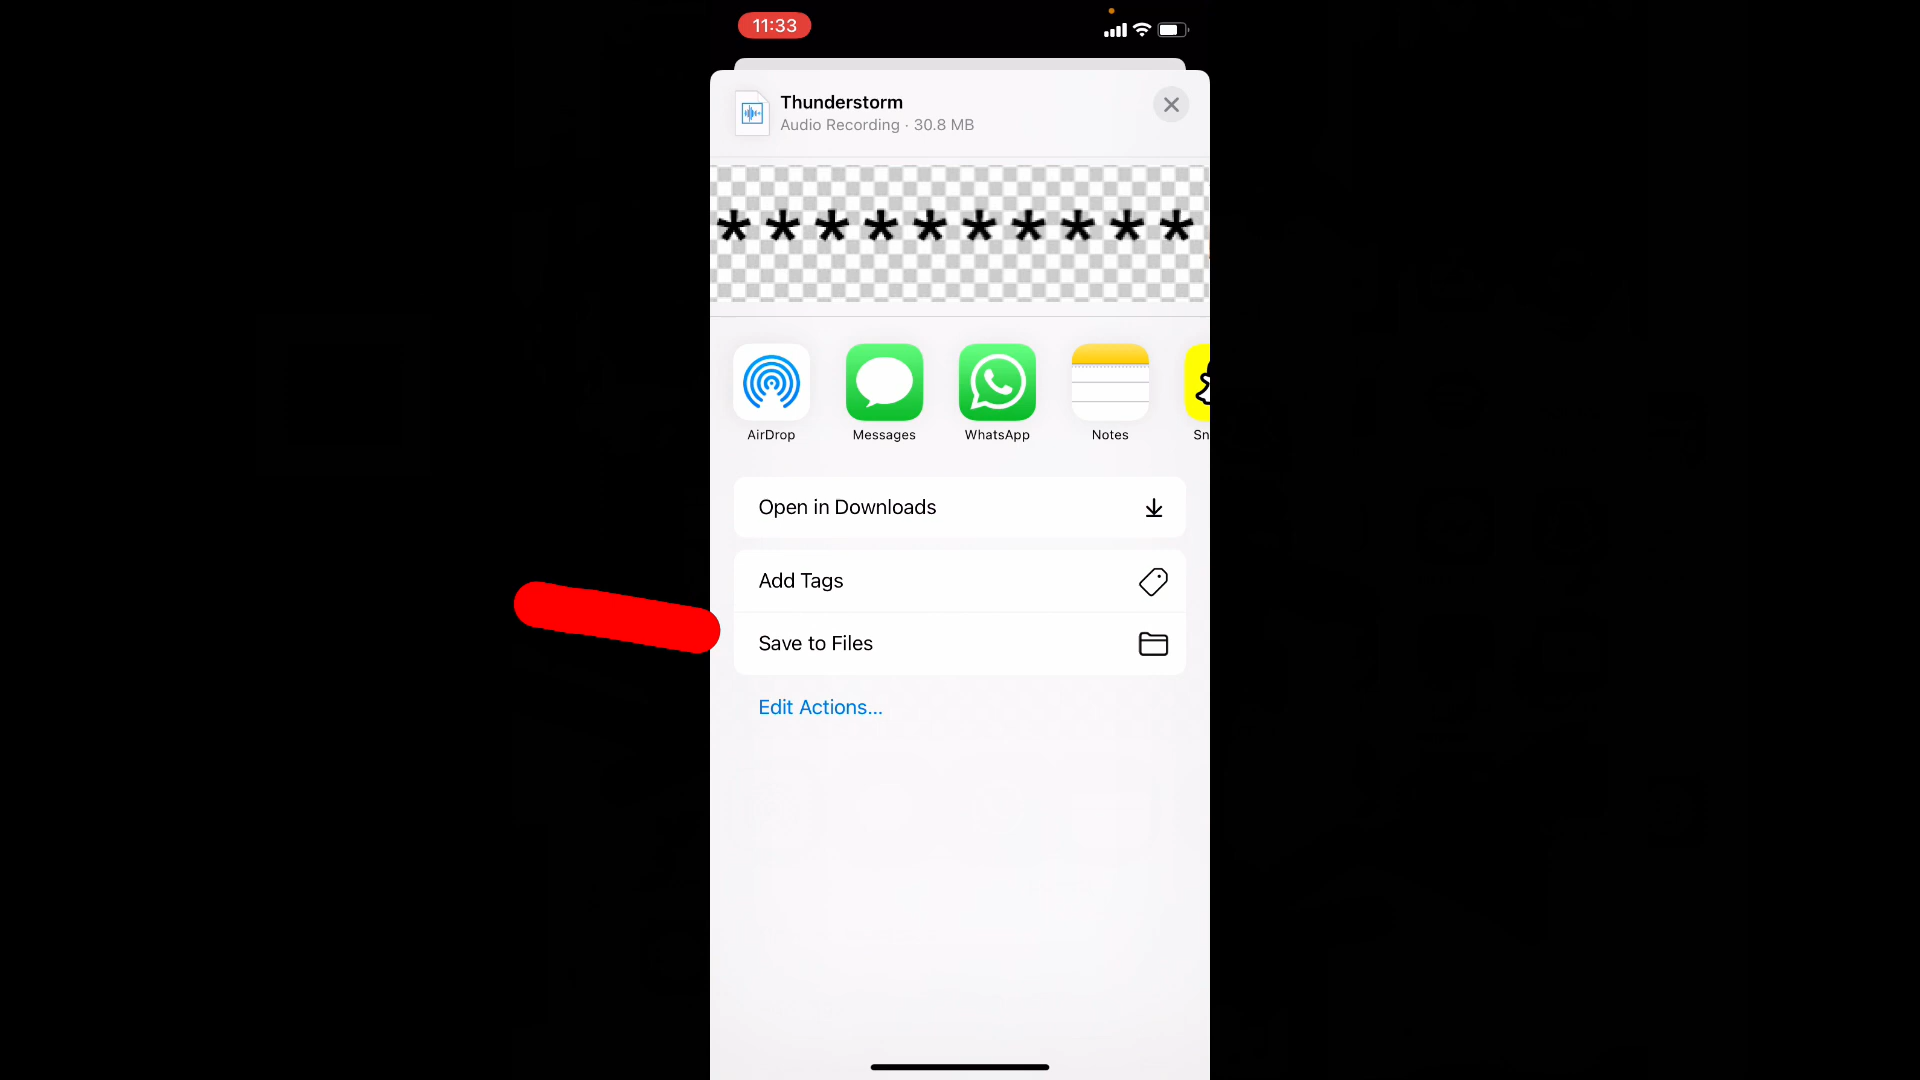 11:33
Thunderstorm
Audio Recording · 30.8 MB
* * * * * * * * * *
AirDrop
Messages
WhatsApp
Notes
Sn
Open in Downloads
Add Tags
Save to Files
Edit Actions...